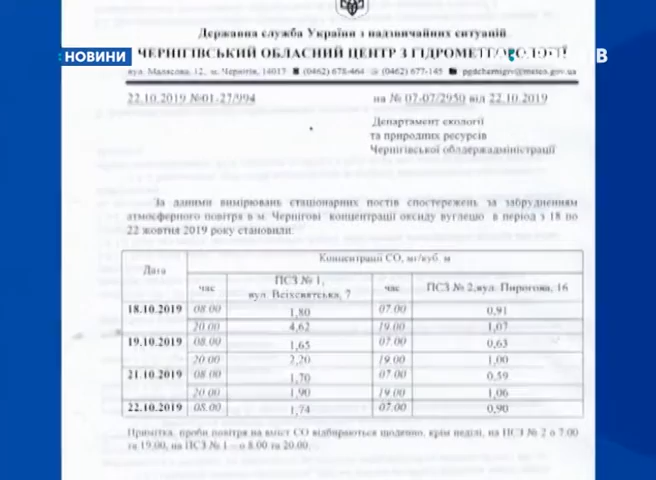 Державна служба України з надзвичайних ситуацій
НОВИНИ
ЧЕРНІГІВСЬКИЙ ОБЛАСНИЙ ЦЕНТР З ГІДРОМЕТЕОРОЛОГІЇ
вул. Малясова, 12, м. Чернігів, 14017 (0462) 678-464 (0462) 677-145
22.10.2019 №01-27/994 на № 07-07/2950 від 22.10.2019
Департамент екології
та природних ресурсів
Чернігівської облдержадміністрації
За даними вимірювань стаціонарних постів спостережень за забрудненням
атмосферного повітря в м. Чернігові концентрації оксиду вуглецю в період з 18 по
22 жовтня 2019 року становили:
Дата Концентрації СО, мг/куб. м
час ПСЗ № 1, вул. Всіхсвятська, 7 час ПСЗ № 2,вул. Пирогова, 16
18.10.2019 08.00 1,80 07.00 0,91
20.00 4,62 19.00 1,07
19.10.2019 08.00 1,65 07.00 0,63
20.00 2,20 19.00 1,00
21.10.2019 08.00 1,70 07.00 0,59
20.00 1,90 19.00 1,06
22.10.2019 08.00 1,74 07.00 0,90
Примітка: проби повітря на вміст СО відбираються щоденно, крім неділі, на ПСЗ № 2 о 7.00
та 19.00, на ПСЗ № 1 – о 8.00 та 20.00.